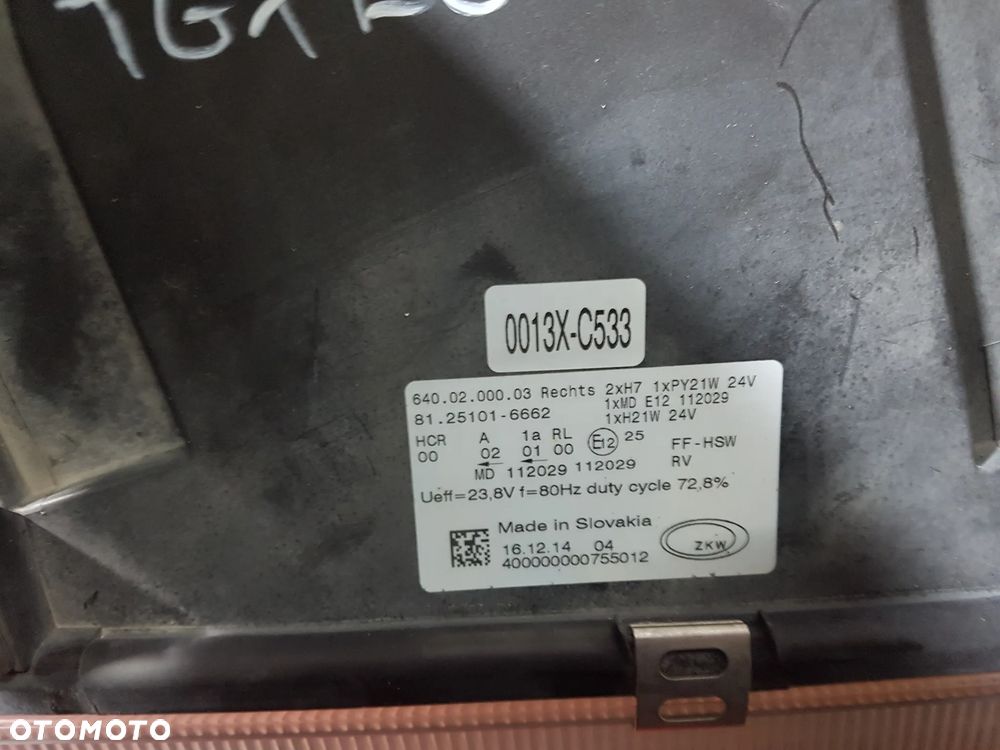 0013X-C533
640.02.000.03 Rechts 2xH7 1xPY21W 24V
81.25101-6662 1xMD E12 112029
1xH21W 24V
HCR A 1a RL E12 25 FF-HSW
00 02 01 00 RV
MD 112029 112029
Ueff=23,8V f=80Hz duty cycle 72,8%
Made in Slovakia
16.12.14 04 ZKW
400000000755012
OTOMOTO